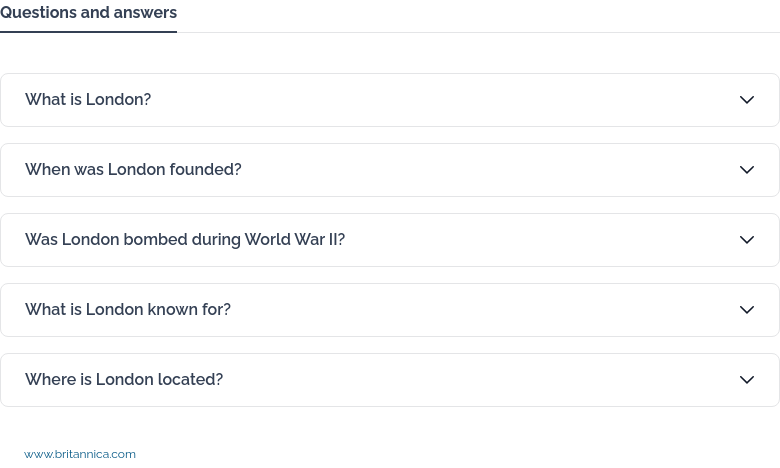 Questions and answers
What is London?
When was London founded?
Was London bombed during World War II?
What is London known for?
Where is London located?
www.britannica.com